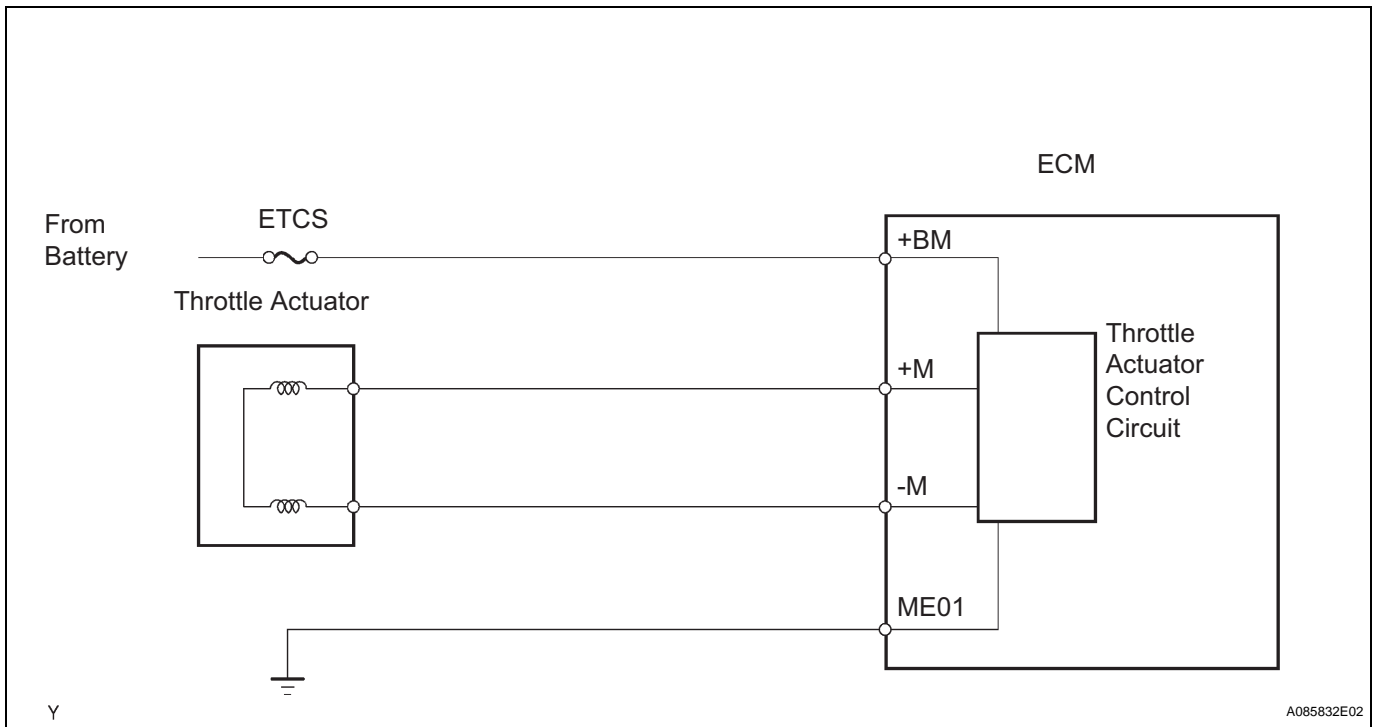 ECM
From
Battery
ETCS
+BM
Throttle Actuator
Throttle
Actuator
Control
Circuit
+M
-M
ME01
Y
A085832E02